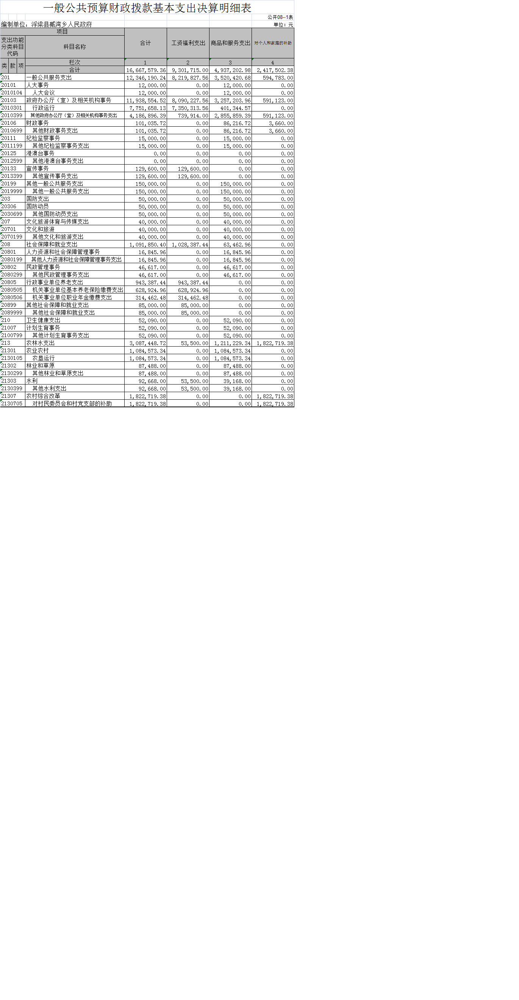 一般公共预算财政拨款基本支出决算明细表
公开08--1表
编制单位：浮梁县臧湾乡人民政府 单位：元
项目 合计 工资福利支出 商品和服务支出 对个人和家庭的补助
支出功能分类科目代码 科目名称
类 款 项 栏次 1 2 3 4
合计 16,667,579.36 9,301,715.00 4,937,202.98 2,417,502.38
201 一般公共服务支出 12,346,190.24 8,219,827.56 3,520,420.68 594,783.00
20101 人大事务 12,000.00 0.00 12,000.00 0.00
2010104 人大会议 12,000.00 0.00 12,000.00 0.00
20103 政府办公厅（室）及相关机构事务 11,938,554.52 8,090,227.56 3,257,203.96 591,123.00
2010301 行政运行 7,751,658.13 7,350,313.56 401,344.57 0.00
2010399 其他政府办公厅（室）及相关机构事务支出 4,186,896.39 739,914.00 2,855,859.39 591,123.00
20106 财政事务 101,035.72 0.00 86,216.72 3,660.00
2010699 其他财政事务支出 101,035.72 0.00 86,216.72 3,660.00
20111 纪检监察事务 15,000.00 0.00 15,000.00 0.00
2011199 其他纪检监察事务支出 15,000.00 0.00 15,000.00 0.00
20125 港澳台事务 0.00 0.00 0.00 0.00
2012599 其他港澳台事务支出 0.00 0.00 0.00 0.00
20133 宣传事务 129,600.00 129,600.00 0.00 0.00
2013399 其他宣传事务支出 129,600.00 129,600.00 0.00 0.00
20199 其他一般公共服务支出 150,000.00 0.00 150,000.00 0.00
2019999 其他一般公共服务支出 150,000.00 0.00 150,000.00 0.00
203 国防支出 50,000.00 0.00 50,000.00 0.00
20306 国防动员 50,000.00 0.00 50,000.00 0.00
2030699 其他国防动员支出 50,000.00 0.00 50,000.00 0.00
207 文化旅游体育与传媒支出 40,000.00 0.00 40,000.00 0.00
20701 文化和旅游 40,000.00 0.00 40,000.00 0.00
2070199 其他文化和旅游支出 40,000.00 0.00 40,000.00 0.00
208 社会保障和就业支出 1,091,850.40 1,028,387.44 63,462.96 0.00
20801 人力资源和社会保障管理事务 16,845.96 0.00 16,845.96 0.00
2080199 其他人力资源和社会保障管理事务支出 16,845.96 0.00 16,845.96 0.00
20802 民政管理事务 46,617.00 0.00 46,617.00 0.00
2080299 其他民政管理事务支出 46,617.00 0.00 46,617.00 0.00
20805 行政事业单位养老支出 943,387.44 943,387.44 0.00 0.00
2080505 机关事业单位基本养老保险缴费支出 628,924.96 628,924.96 0.00 0.00
2080506 机关事业单位职业年金缴费支出 314,462.48 314,462.48 0.00 0.00
20899 其他社会保障和就业支出 85,000.00 85,000.00 0.00 0.00
2089999 其他社会保障和就业支出 85,000.00 85,000.00 0.00 0.00
210 卫生健康支出 52,090.00 0.00 52,090.00 0.00
21007 计划生育事务 52,090.00 0.00 52,090.00 0.00
2100799 其他计划生育事务支出 52,090.00 0.00 52,090.00 0.00
213 农林水支出 3,087,448.72 53,500.00 1,211,229.34 1,822,719.38
21301 农业农村 1,084,573.34 0.00 1,084,573.34 0.00
2130105 农垦运行 1,084,573.34 0.00 1,084,573.34 0.00
21302 林业和草原 87,488.00 0.00 87,488.00 0.00
2130299 其他林业和草原支出 87,488.00 0.00 87,488.00 0.00
21303 水利 92,668.00 53,500.00 39,168.00 0.00
2130399 其他水利支出 92,668.00 53,500.00 39,168.00 0.00
21307 农村综合改革 1,822,719.38 0.00 0.00 1,822,719.38
2130705 对村民委员会和村党支部的补助 1,822,719.38 0.00 0.00 1,822,719.38